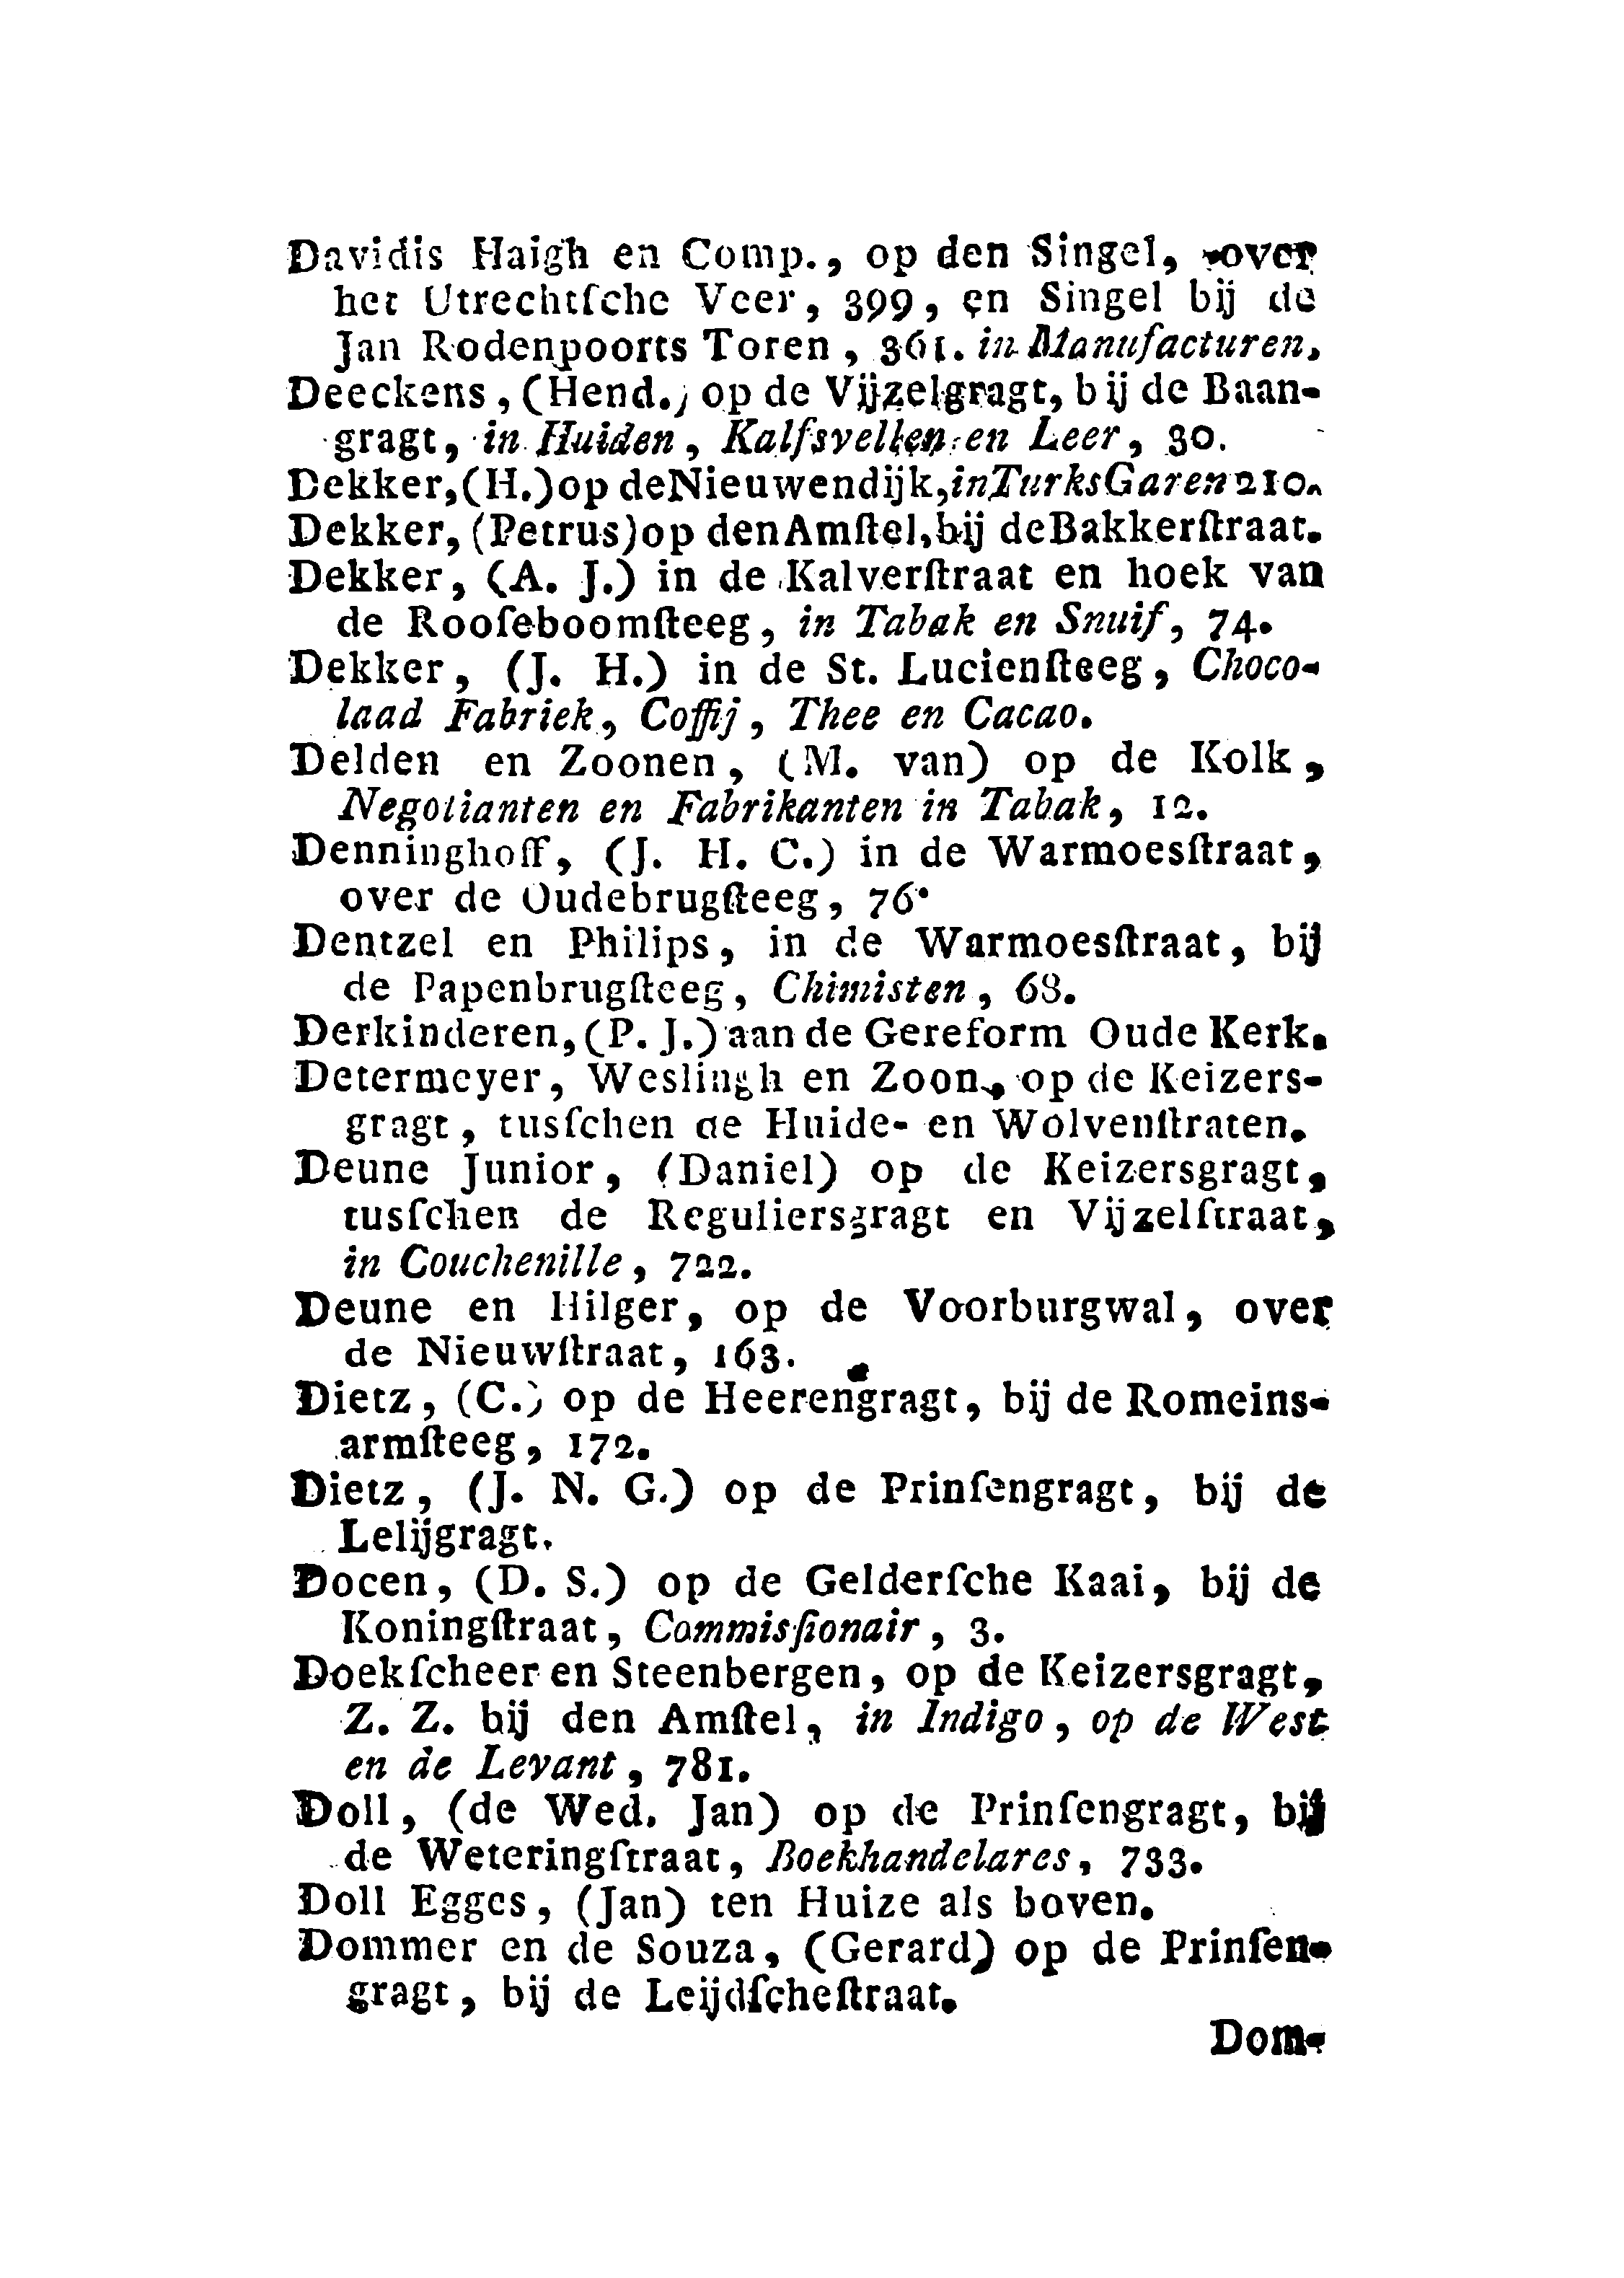 Davidis Haigh en Comp., op den Singel, over
het Utrechtſche Veer, 399, en Singel bij de
Jan Rodenpoorts Toren, 361. in Manufacturen.
Deeckens, (Hend.) op de Vijzelgragt, bij de Baan-
gragt, in Huiden, Kalfsvellen en Leer, 30.
Dekker, (H.) op de Nieuwendijk, in Turks Garen 210.
Dekker, (Petrus) op den Amſtel, bij de Bakkerſtraat.
Dekker, (A. J.) in de Kalverſtraat en hoek van
de Rooſeboomſteeg, in Tabak en Snuif, 74.
Dekker, (J. H.) in de St. Lucienſteeg, Choco-
laad Fabriek, Coffij, Thee en Cacao.
Delden en Zoonen, (M. van) op de Kolk,
Negotianten en Fabrikanten in Tabak, 12.
Denninghoff, (J. H. C.) in de Warmoesſtraat,
over de Oudebrugſteeg, 76.
Dentzel en Philips, in de Warmoesſtraat, bij
de Papenbrugſteeg, Chimisten, 68.
Derkinderen, (P. J.) aan de Gereform Oude Kerk.
Determeyer, Weslingh en Zoon, op de Keizers-
gragt, tusſchen de Huide- en Wolvenſtraten.
Deune Junior, (Daniel) op de Keizersgragt,
tusſchen de Reguliersgragt en Vijzelſtraat,
in Couchenille, 722.
Deune en Hilger, op de Voorburgwal, over
de Nieuwſtraat, 163.
Dietz, (C.) op de Heerengragt, bij de Romeins-
armſteeg, 172.
Dietz, (J. N. G.) op de Prinſengragt, bij de
Lelijgragt.
Docen, (D. S.) op de Gelderſche Kaai, bij de
Koningſtraat, Commisſionair, 3.
Doekſcheer en Steenbergen, op de Keizersgragt,
Z. Z. bij den Amſtel, in Indigo, op de West
en de Levant, 781.
Doll, (de Wed. Jan) op de Prinſengragt, bij
de Weteringſtraat, Boekhandelares, 733.
Doll Egges, (Jan) ten Huize als boven.
Dommer en de Souza, (Gerard) op de Prinſen-
gragt, bij de Leijdſcheſtraat.
Dom-